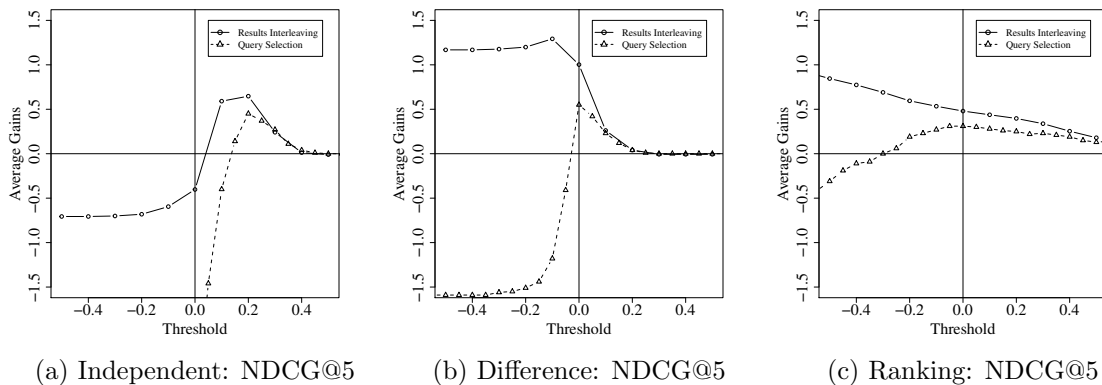 Average Gains
1.5
1.0
0.5
0.0
−0.5
−1.0
−1.5
Results Interleaving
Query Selection
−0.4 −0.2 0.0 0.2 0.4
Threshold
(a) Independent: NDCG@5
Average Gains
1.5
1.0
0.5
0.0
−0.5
−1.0
−1.5
Results Interleaving
Query Selection
−0.4 −0.2 0.0 0.2 0.4
Threshold
(b) Difference: NDCG@5
Average Gains
1.5
1.0
0.5
0.0
−0.5
−1.0
−1.5
Results Interleaving
Query Selection
−0.4 −0.2 0.0 0.2 0.4
Threshold
(c) Ranking: NDCG@5